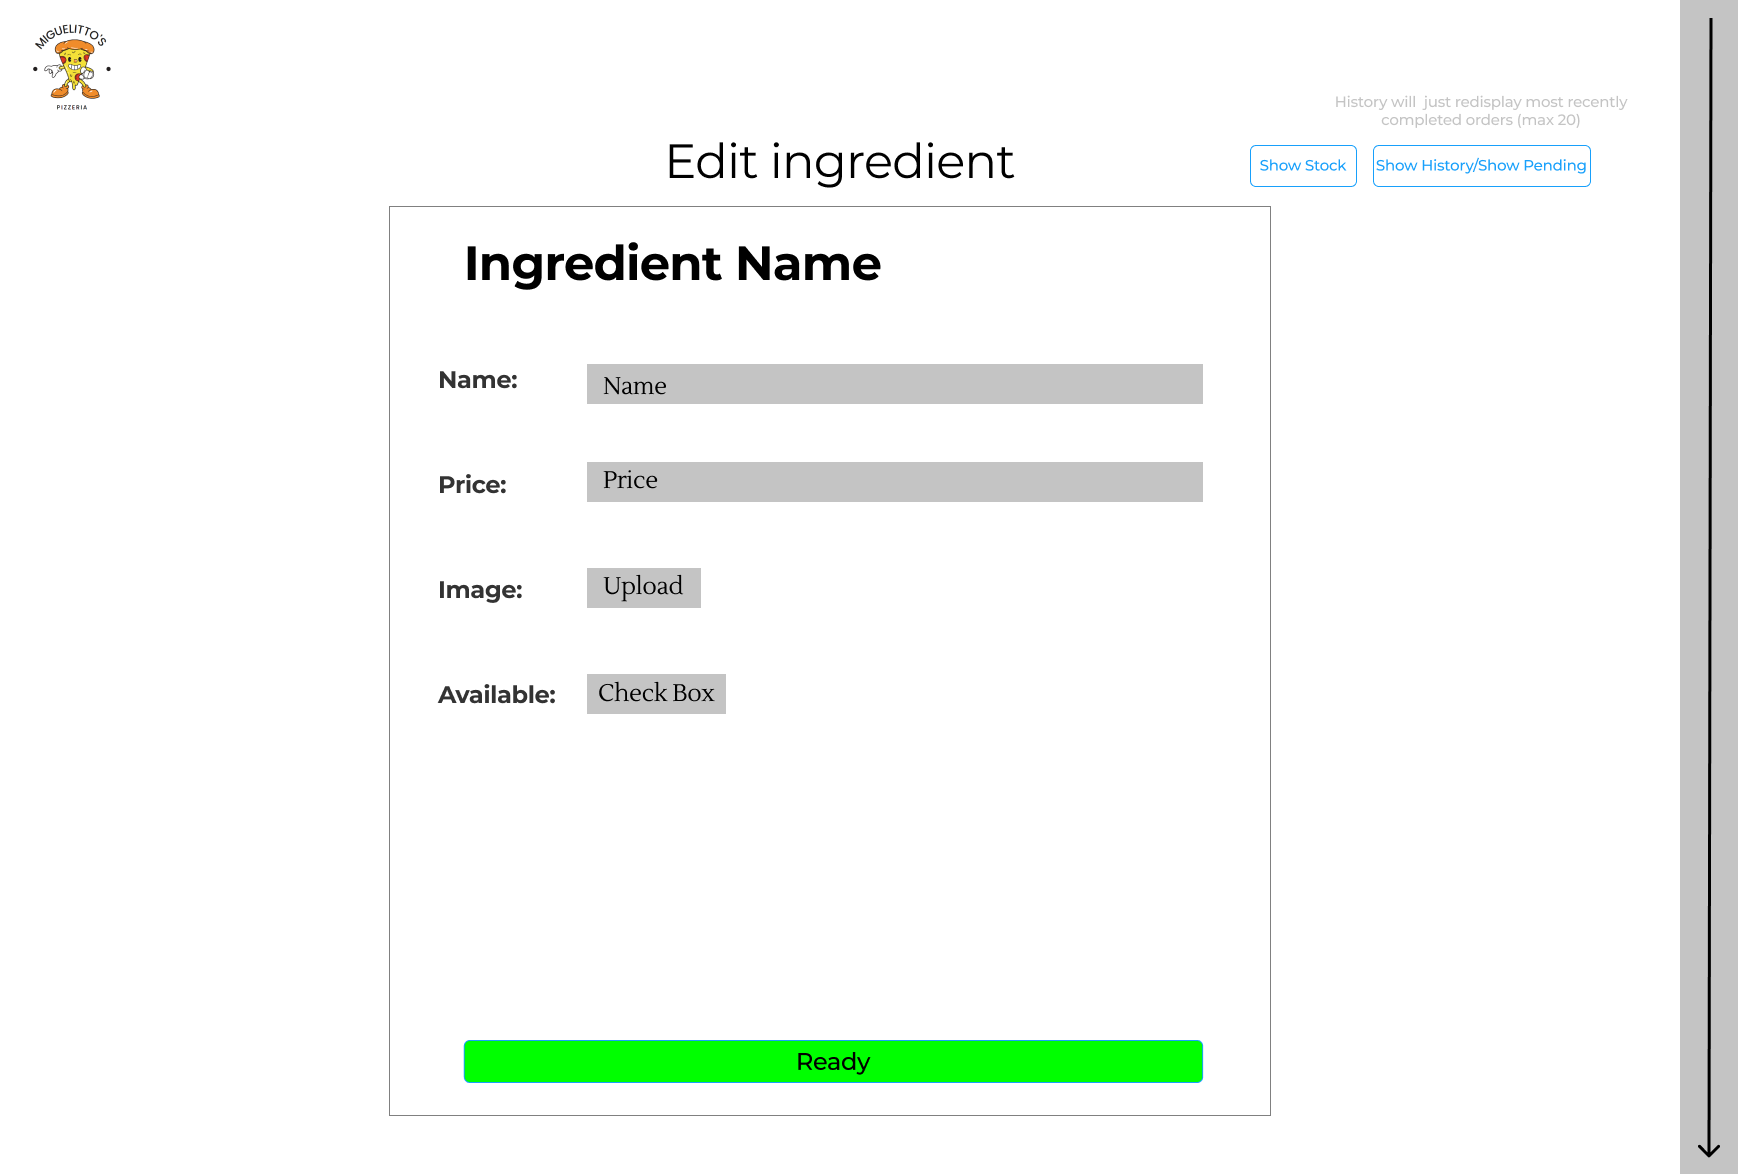 MIGUELITTO'S
PIZZERIA
History will  just redisplay most recently
completed orders (max 20)
Edit ingredient
Show Stock
Show History/Show Pending
Ingredient Name
Name:
Name
Price:
Price
Image:
Upload
Available:
Check Box
Ready